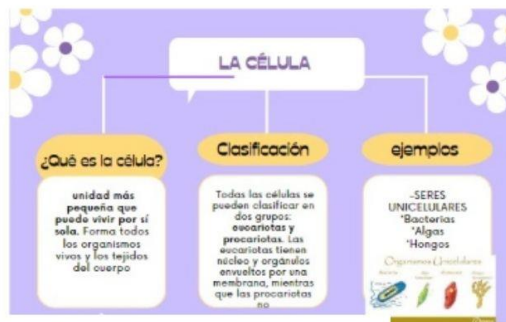 LA CÉLULA
¿Qué es la célula?
unidad más
pequeña que
puede vivir por sí
sola. Forma todos
los organismos
vivos y los tejidos
del cuerpo
Clasificación
Todas las células se
pueden clasificar en
dos grupos:
eucariotas y
procariotas. Las
eucariotas tienen
núcleo y orgánulos
envueltos por una
membrana, mientras
que las procariotas
no
ejemplos
-SERES
UNICELULARES
*Bacterias
*Algas
*Hongos
Organismos Unicelulares